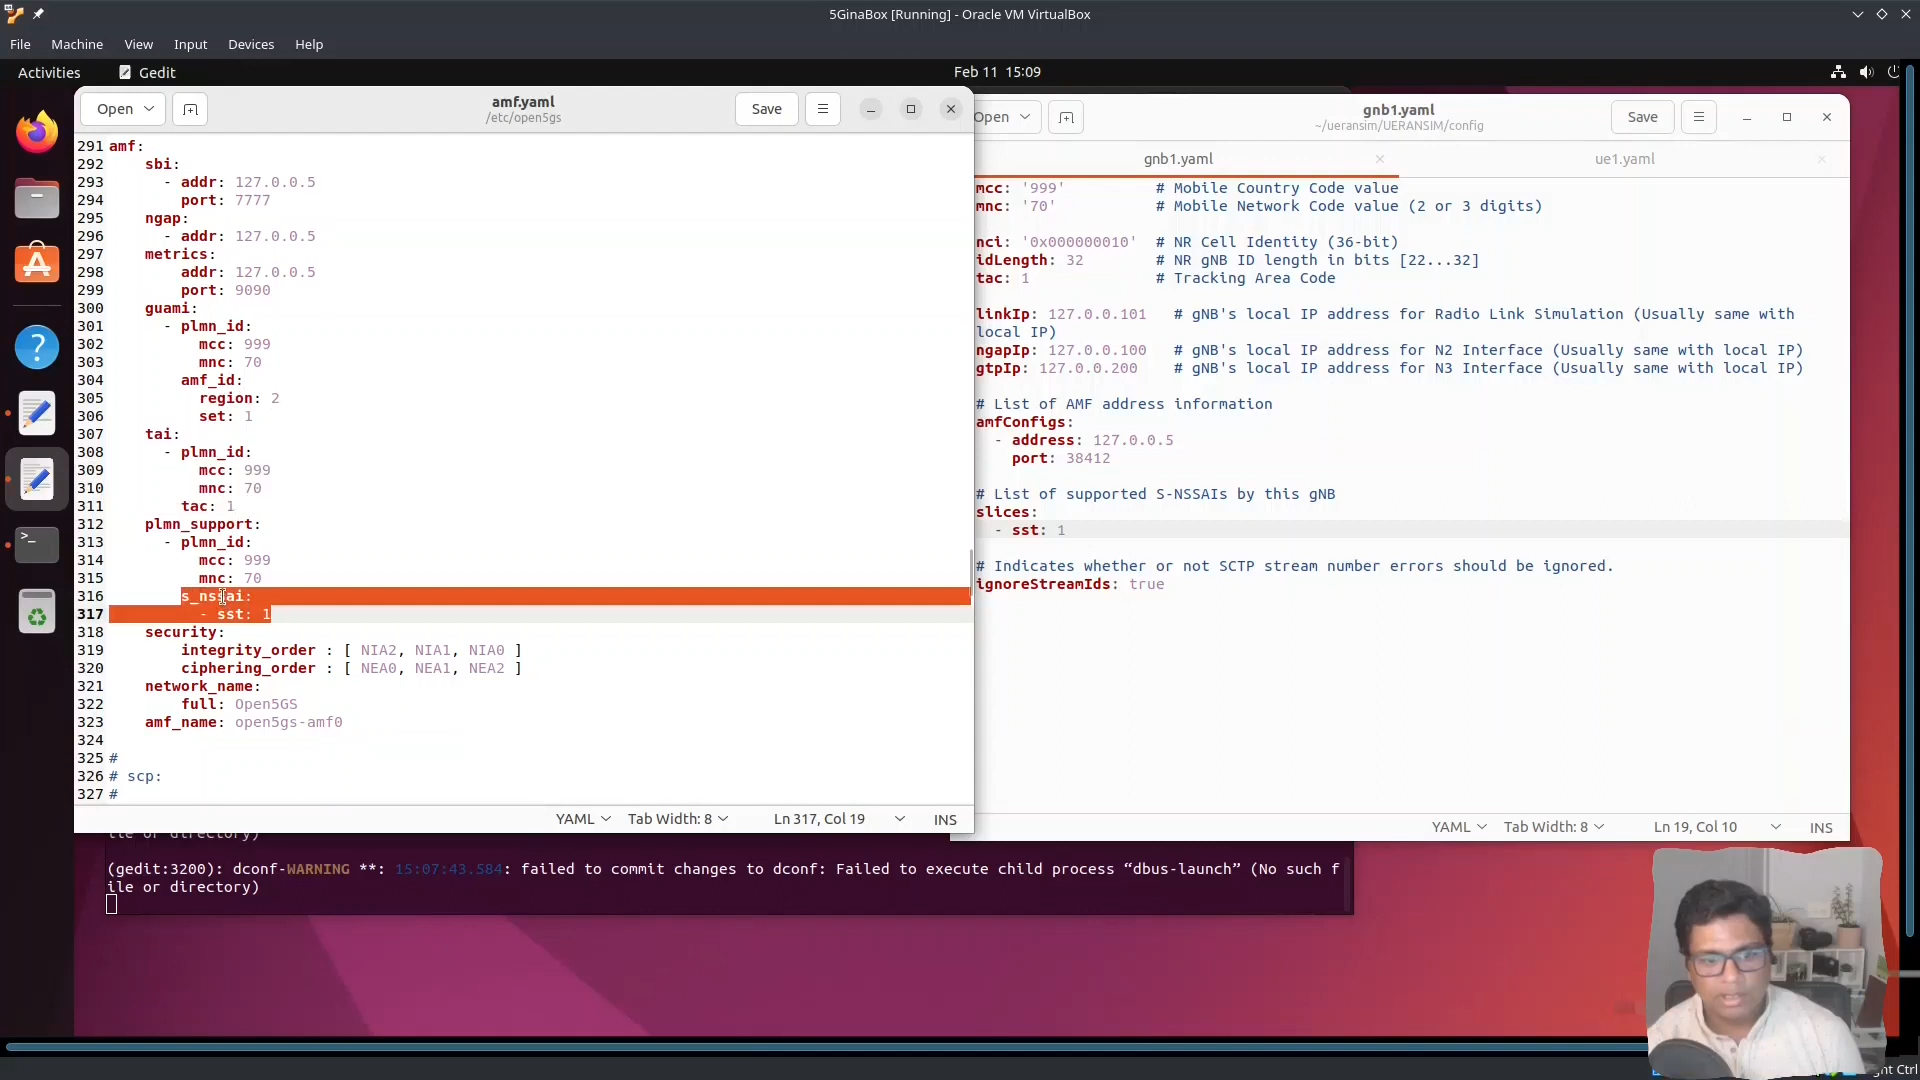 5GinaBox [Running] - Oracle VM VirtualBox
File Machine View Input Devices Help
Activities Gedit Feb 11 15:09
Open amf.yaml Save
/etc/open5gs
291 amf:
292 sbi:
293 - addr: 127.0.0.5
294 port: 7777
295 ngap:
296 - addr: 127.0.0.5
297 metrics:
298 addr: 127.0.0.5
299 port: 9090
300 guami:
301 - plmn_id:
302 mcc: 999
303 mnc: 70
304 amf_id:
305 region: 2
306 set: 1
307 tai:
308 - plmn_id:
309 mcc: 999
310 mnc: 70
311 tac: 1
312 plmn_support:
313 - plmn_id:
314 mcc: 999
315 mnc: 70
316 s_nssai:
317 - sst: 1
318 security:
319 integrity_order : [ NIA2, NIA1, NIA0 ]
320 ciphering_order : [ NEA0, NEA1, NEA2 ]
321 network_name:
322 full: Open5GS
323 amf_name: open5gs-amf0
324
325 #
326 # scp:
327 #
YAML Tab Width: 8 Ln 317, Col 19 INS
Open gnb1.yaml Save
~/ueransim/UERANSIM/config
gnb1.yaml ue1.yaml
mcc: '999' # Mobile Country Code value
mnc: '70' # Mobile Network Code value (2 or 3 digits)
nci: '0x000000010' # NR Cell Identity (36-bit)
idLength: 32 # NR gNB ID length in bits [22...32]
tac: 1 # Tracking Area Code
linkIp: 127.0.0.101 # gNB's local IP address for Radio Link Simulation (Usually same with
local IP)
ngapIp: 127.0.0.100 # gNB's local IP address for N2 Interface (Usually same with local IP)
gtpIp: 127.0.0.200 # gNB's local IP address for N3 Interface (Usually same with local IP)
# List of AMF address information
amfConfigs:
- address: 127.0.0.5
port: 38412
# List of supported S-NSSAIs by this gNB
slices:
- sst: 1
# Indicates whether or not SCTP stream number errors should be ignored.
ignoreStreamIds: true
YAML Tab Width: 8 Ln 19, Col 10 INS
ile or directory)
(gedit:3200): dconf-WARNING **: 15:07:43.584: failed to commit changes to dconf: Failed to execute child process “dbus-launch” (No such f
ile or directory)
ht Ctrl